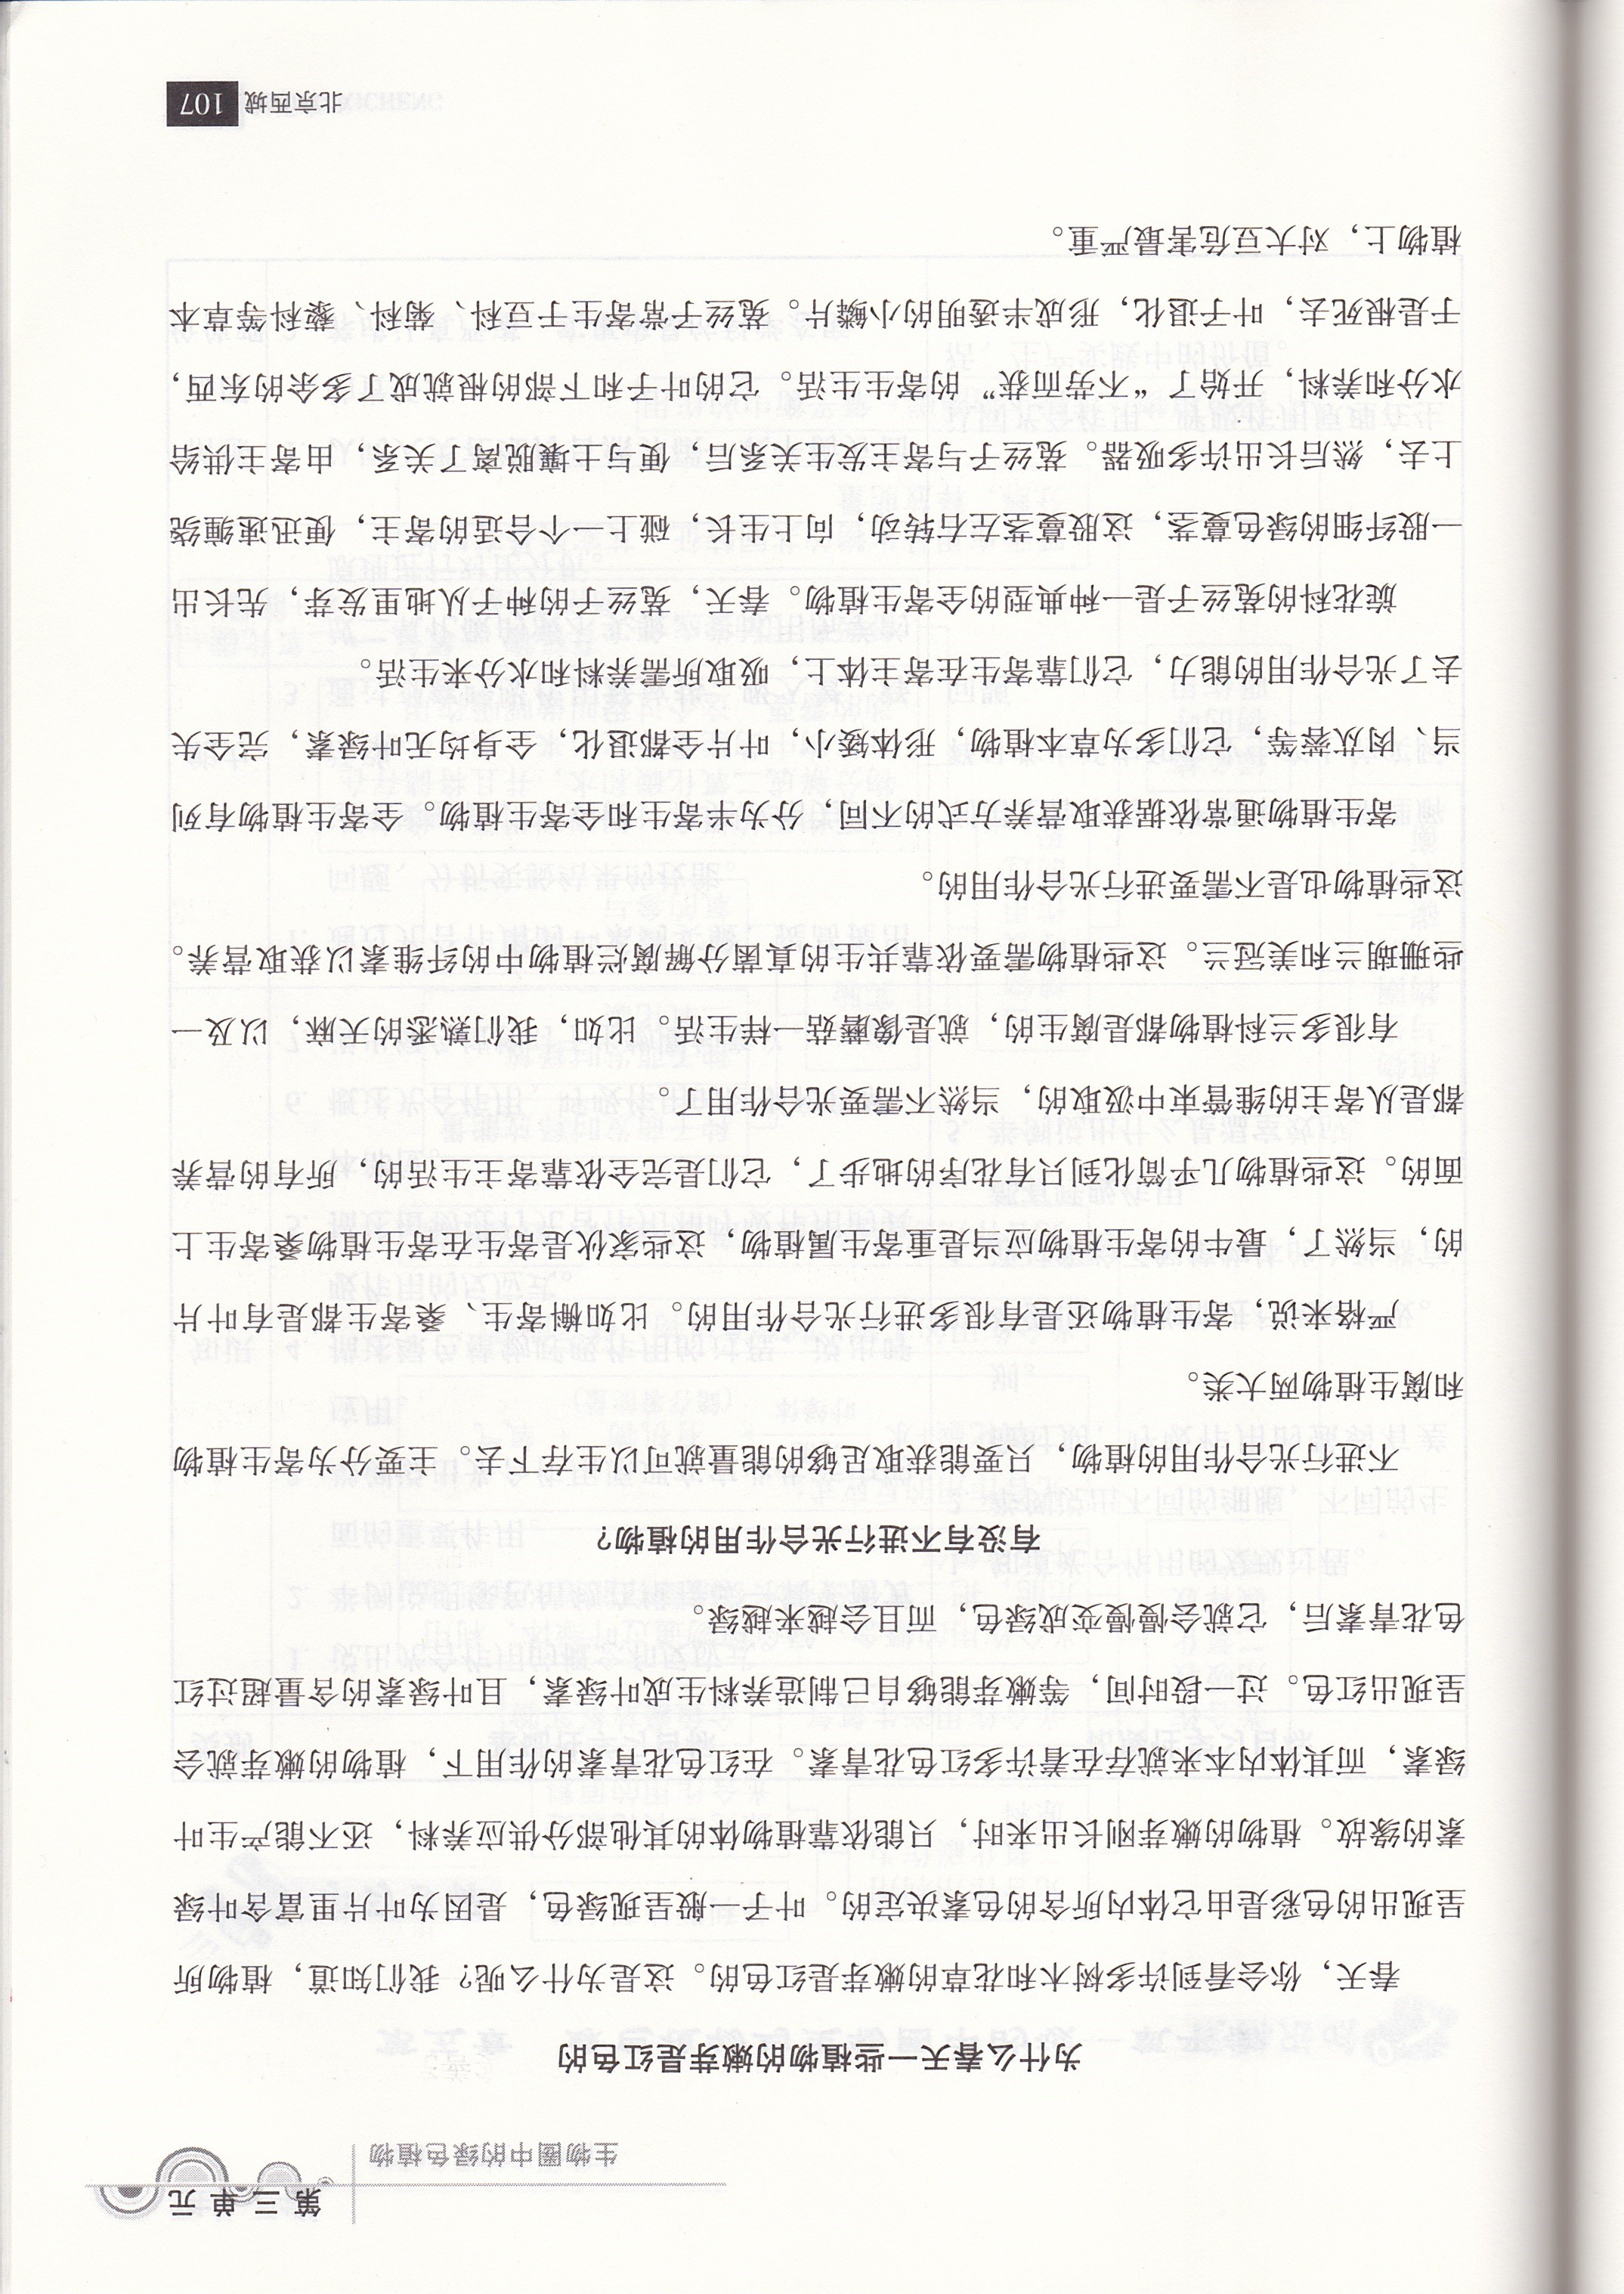 第三单元
生物圈中的绿色植物
为什么春天一些植物的嫩芽是红色的
春天，你会看到许多树木和花草的嫩芽是红色的。这是为什么呢？我们知道，植物所
呈现出的色彩是由它体内所含的色素决定的。叶子一般呈现绿色，是因为叶片里富含叶绿
素的缘故。植物的嫩芽刚长出来时，只能依靠植物体的其他部分供应养料，还不能产生叶
绿素，而其体内本来就存在着许多红色花青素。在红色花青素的作用下，植物的嫩芽就会
呈现出红色。过一段时间，等嫩芽能够自己制造养料生成叶绿素，且叶绿素的含量超过红
色花青素后，它就会慢慢变成绿色，而且会越来越绿。
有没有不进行光合作用的植物？
不进行光合作用的植物，只要能获取足够的能量就可以生存下去。主要分为寄生植物
和腐生植物两大类。
严格来说，寄生植物还是有很多进行光合作用的。比如槲寄生、桑寄生都是有叶片
的，当然了，最牛的寄生植物应当是重寄生属植物，这些家伙是寄生在寄生植物桑寄生上
面的。这些植物几乎简化到只有花序的地步了，它们是完全依靠寄主生活的，所有的营养
都是从寄主的维管束中汲取的，当然不需要光合作用了。
有很多兰科植物都是腐生的，就是像蘑菇一样生活。比如，我们熟悉的天麻，以及一
些珊瑚兰和美冠兰。这些植物需要依靠共生的真菌分解腐烂植物中的纤维素以获取营养。
这些植物也是不需要进行光合作用的。
寄生植物通常依据获取营养方式的不同，分为半寄生和全寄生植物。全寄生植物有列
当、肉苁蓉等，它们多为草本植物，形体矮小，叶片全都退化，全身均无叶绿素，完全失
去了光合作用的能力，它们靠寄生在寄主体上，吸取所需养料和水分来生活。
旋花科的菟丝子是一种典型的全寄生植物。春天，菟丝子的种子从地里发芽，先长出
一股纤细的绿色蔓茎，这股蔓茎左右转动，向上生长，碰上一个合适的寄主，便迅速缠绕
上去，然后长出许多吸器。菟丝子与寄主发生关系后，便与土壤脱离了关系，由寄主供给
水分和养料，开始了“不劳而获”的寄生生活。它的叶子和下部的根就成了多余的东西，
于是根死去，叶子退化，形成半透明的小鳞片。菟丝子常寄生于豆科、菊科、藜科等草本
植物上，对大豆危害最严重。
北京西城 107